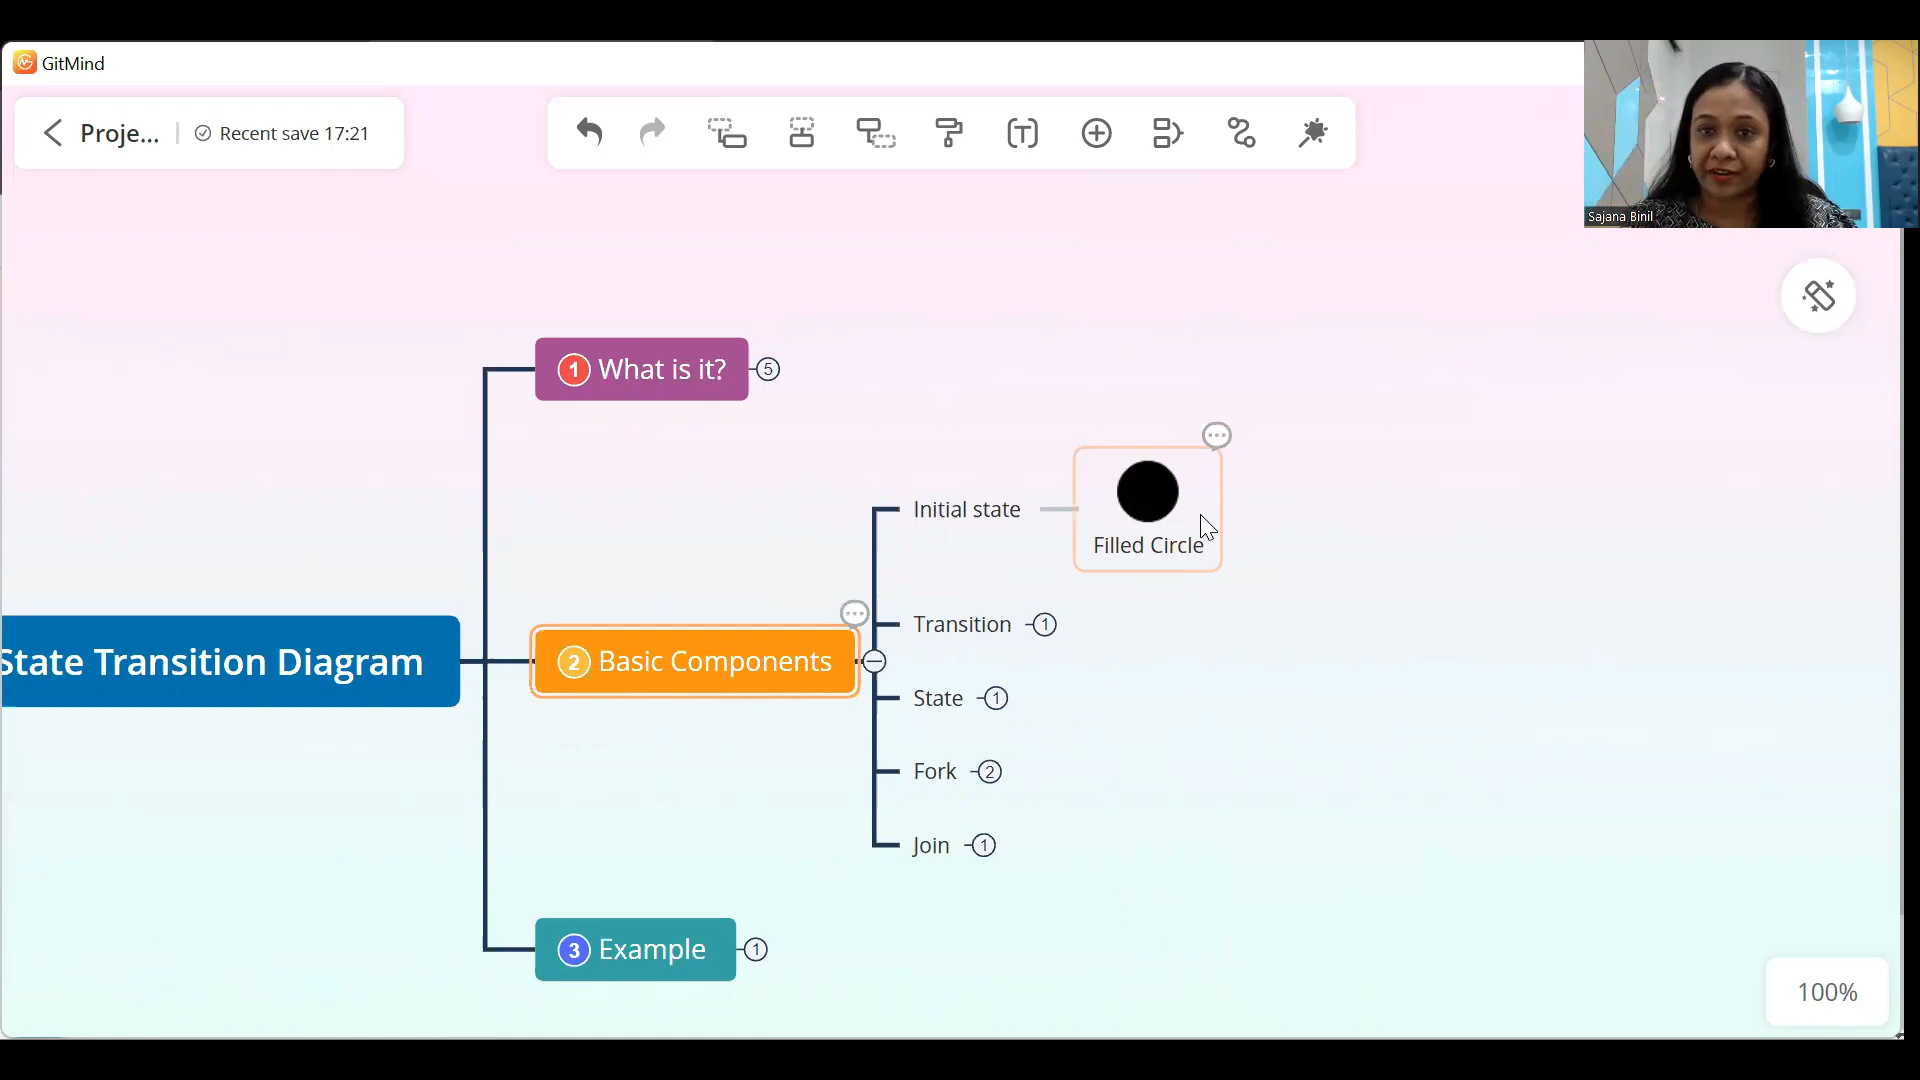 GitMind
Proje...
Recent save 17:21
Sajana Binil
1 What is it?
5
Initial state
Filled Circle
Transition
1
State Transition Diagram
2 Basic Components
State
1
Fork
2
Join
1
3 Example
1
100%